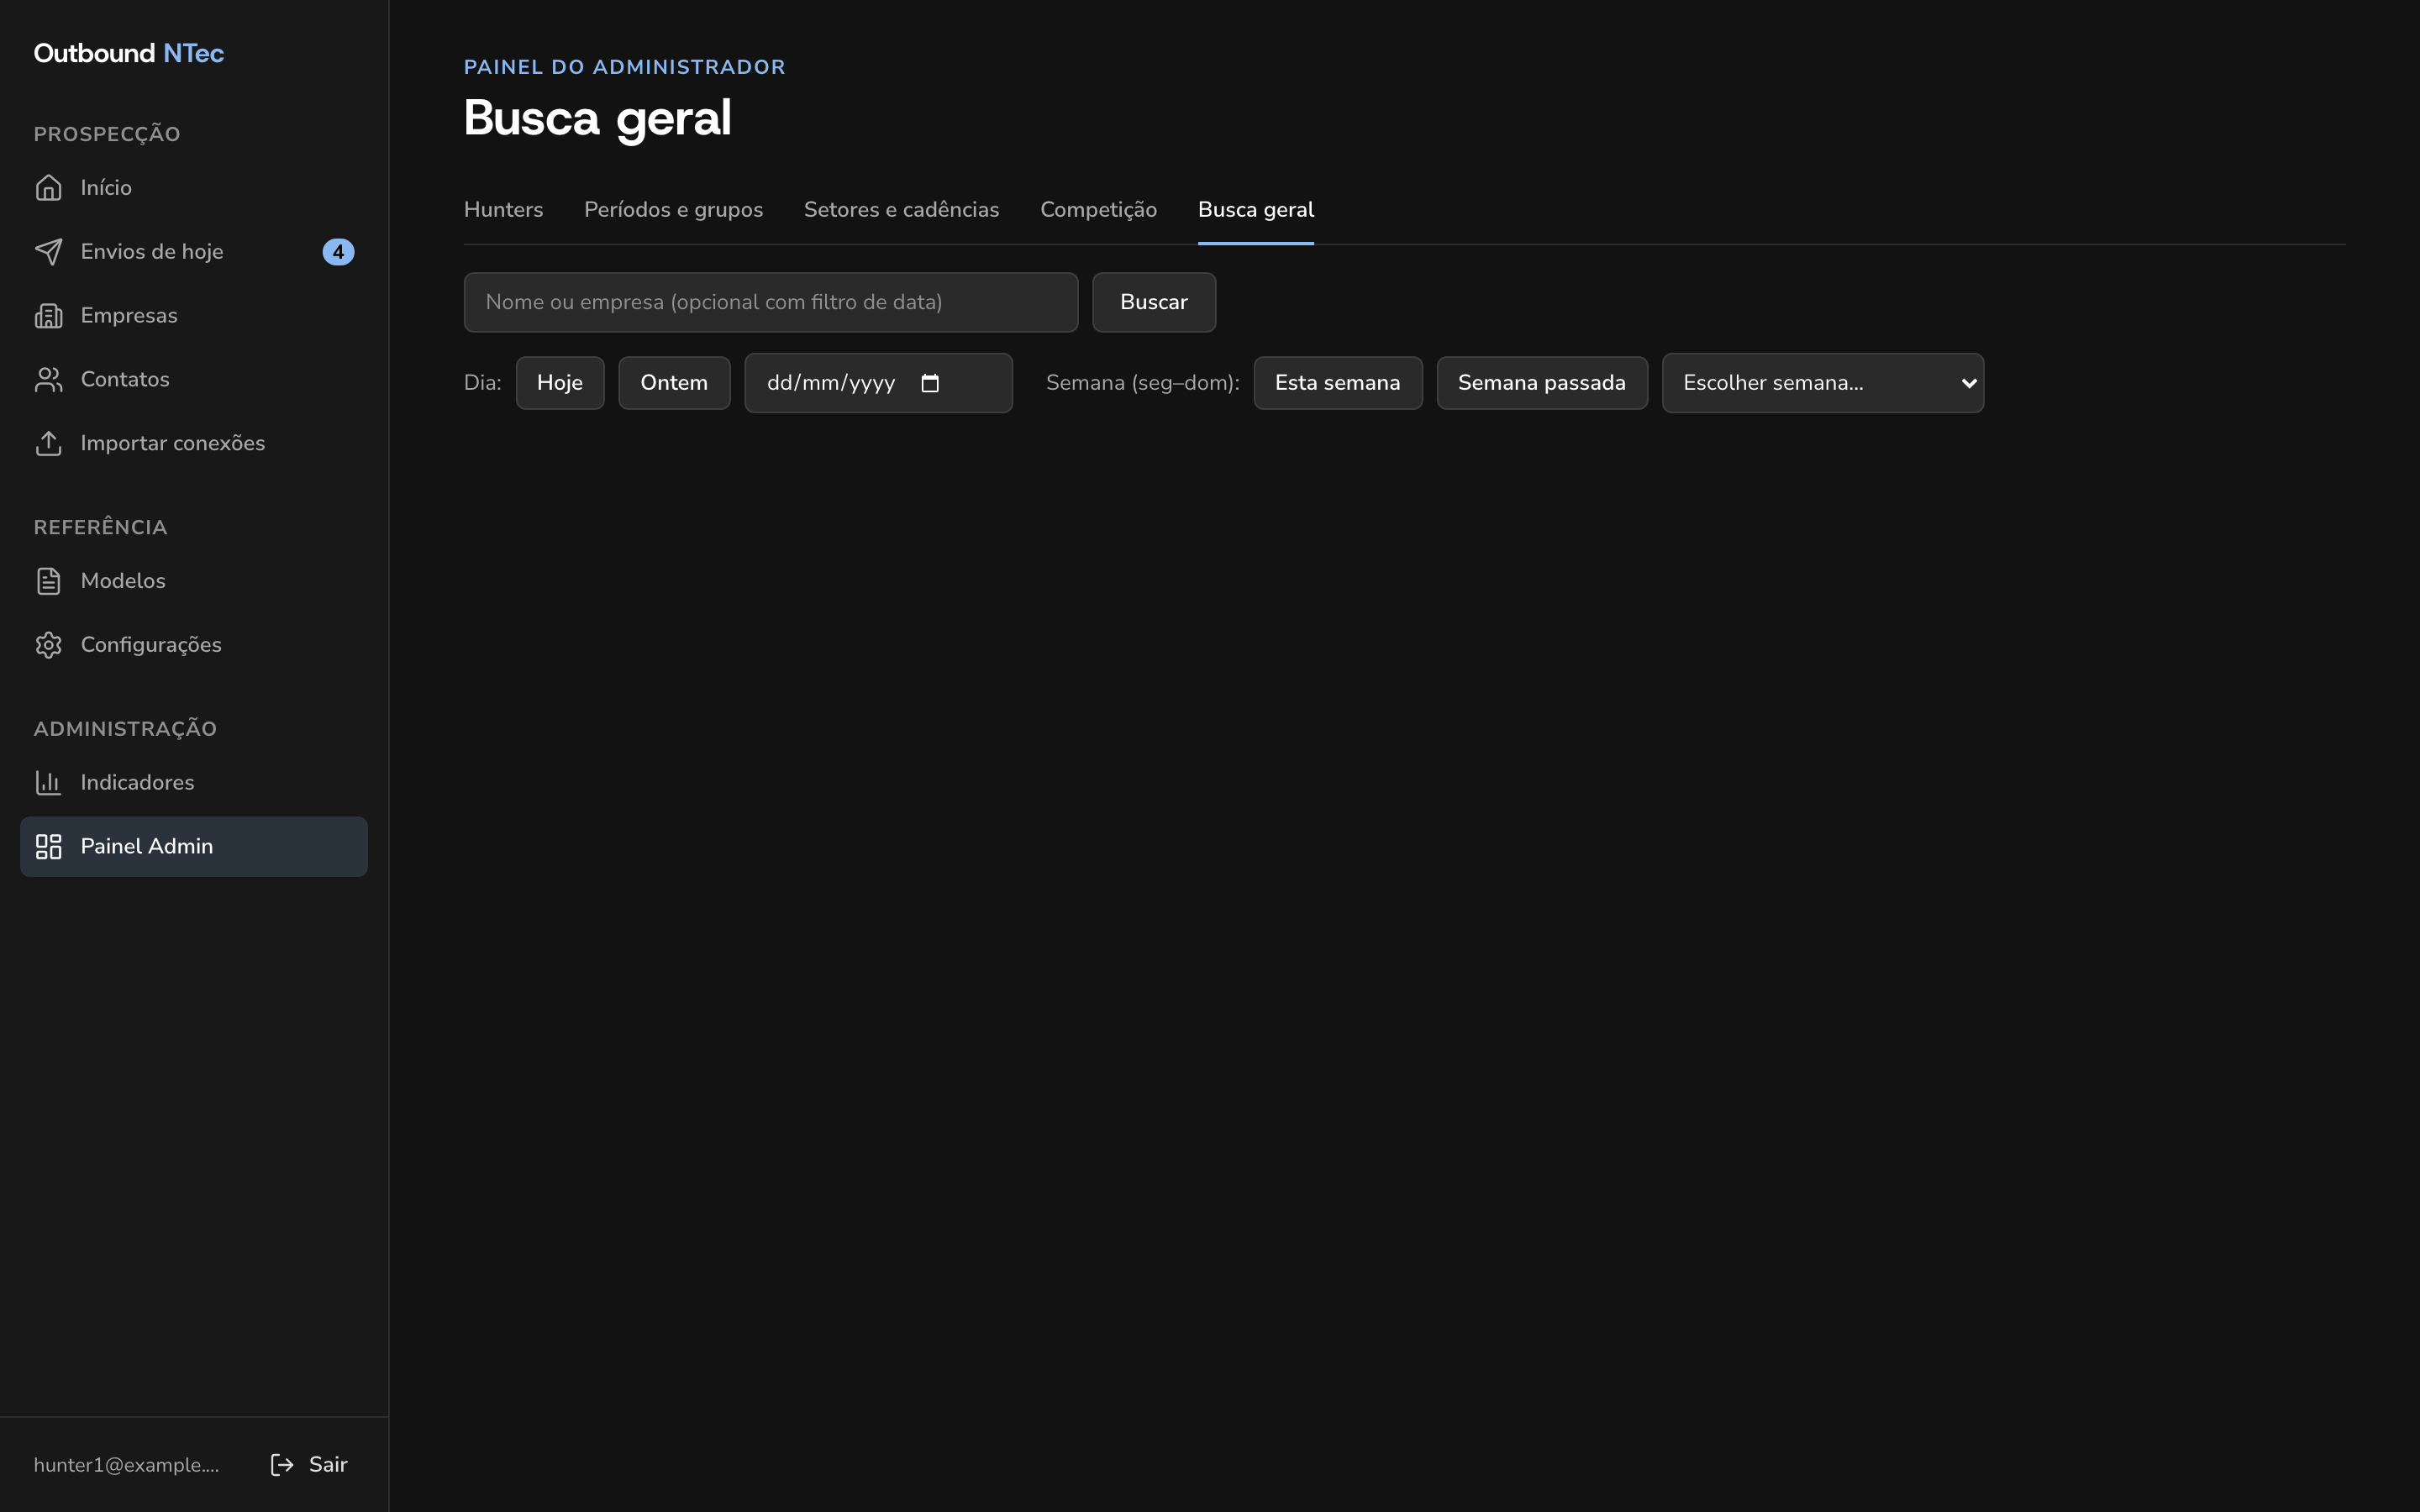 Outbound NTec
PROSPECÇÃO
Início
Envios de hoje 4
Empresas
Contatos
Importar conexões
REFERÊNCIA
Modelos
Configurações
ADMINISTRAÇÃO
Indicadores
Painel Admin
hunter1@example.... Sair
PAINEL DO ADMINISTRADOR
Busca geral
Hunters Períodos e grupos Setores e cadências Competição Busca geral
Nome ou empresa (opcional com filtro de data) Buscar
Dia: Hoje Ontem dd/mm/yyyy Semana (seg–dom): Esta semana Semana passada Escolher semana...